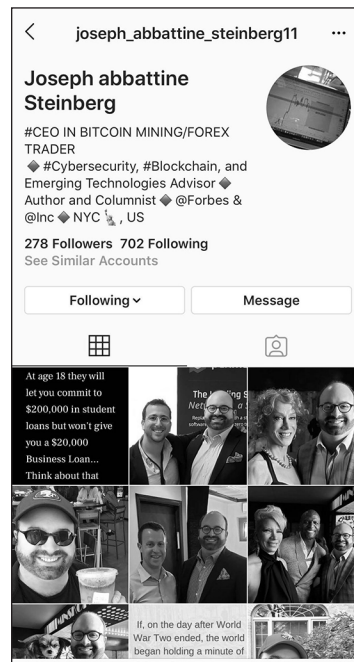 joseph_abbattine_steinberg11
Joseph abbattine
Steinberg
#CEO IN BITCOIN MINING/FOREX
TRADER
◆ #Cybersecurity, #Blockchain, and
Emerging Technologies Advisor ◆
Author and Columnist ◆ @Forbes &
@Inc ◆ NYC 🗽, US
278 Followers 702 Following
See Similar Accounts
Following
Message
At age 18 they will
let you commit to
$200,000 in student
loans but won't give
you a $20,000
Business Loan...
Think about that
If, on the day after World
War Two ended, the world
began holding a minute of